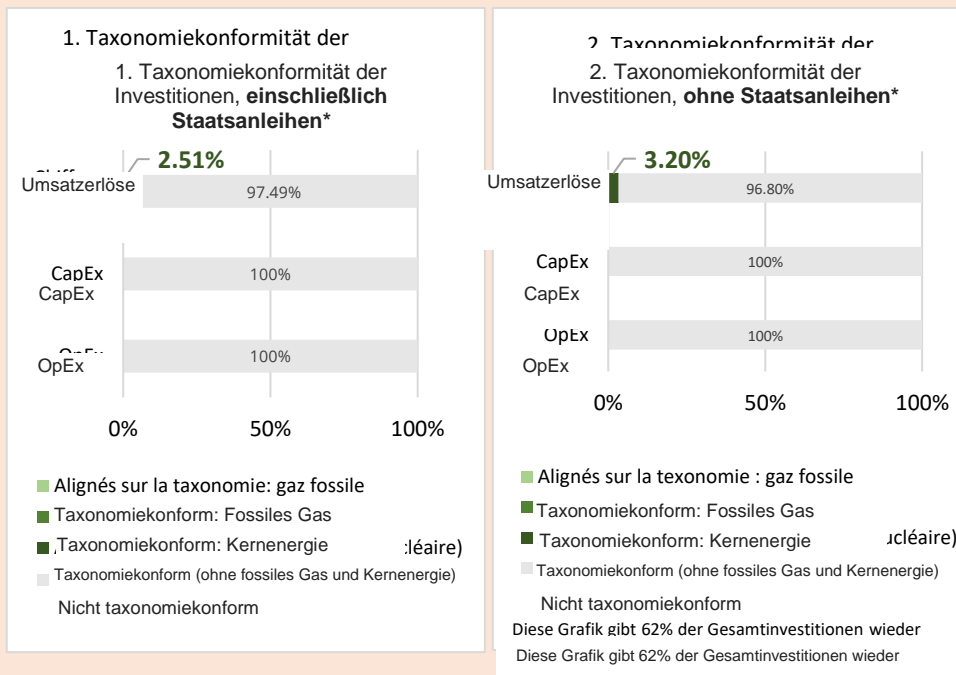 1. Taxonomiekonformität der
1. Taxonomiekonformität der
Investitionen, einschließlich
Staatsanleihen*
2.51%
Umsatzerlöse
97.49%
CapEx
100%
CapEx
100%
OpEx
0%
50%
100%
Alignés sur la taxonomie: gaz fossile
Taxonomiekonform: Fossiles Gas
Taxonomiekonform: Kernenergie
léaire)
Taxonomiekonform (ohne fossiles Gas und Kernenergie)
Nicht taxonomiekonform
2. Taxonomiekonformität der
2. Taxonomiekonformität der
Investitionen, ohne Staatsanleihen*
3.20%
Umsatzerlöse
96.80%
CapEx
100%
CapEx
OpEx
100%
OpEx
0%
50%
100%
Alignés sur la texonomie : gaz fossile
Taxonomiekonform: Fossiles Gas
Taxonomiekonform: Kernenergie
ucléaire)
Taxonomiekonform (ohne fossiles Gas und Kernenergie)
Nicht taxonomiekonform
Diese Grafik gibt 62% der Gesamtinvestitionen wieder
Diese Grafik gibt 62% der Gesamtinvestitionen wieder